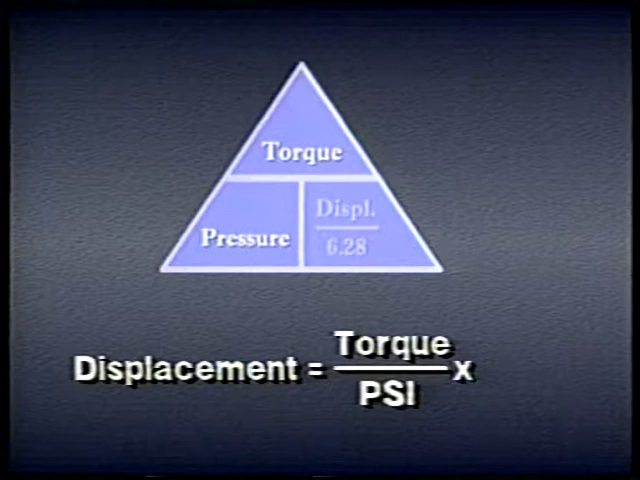 Torque
Pressure
Displ.
6.28
Displacement = Torque
PSI
x